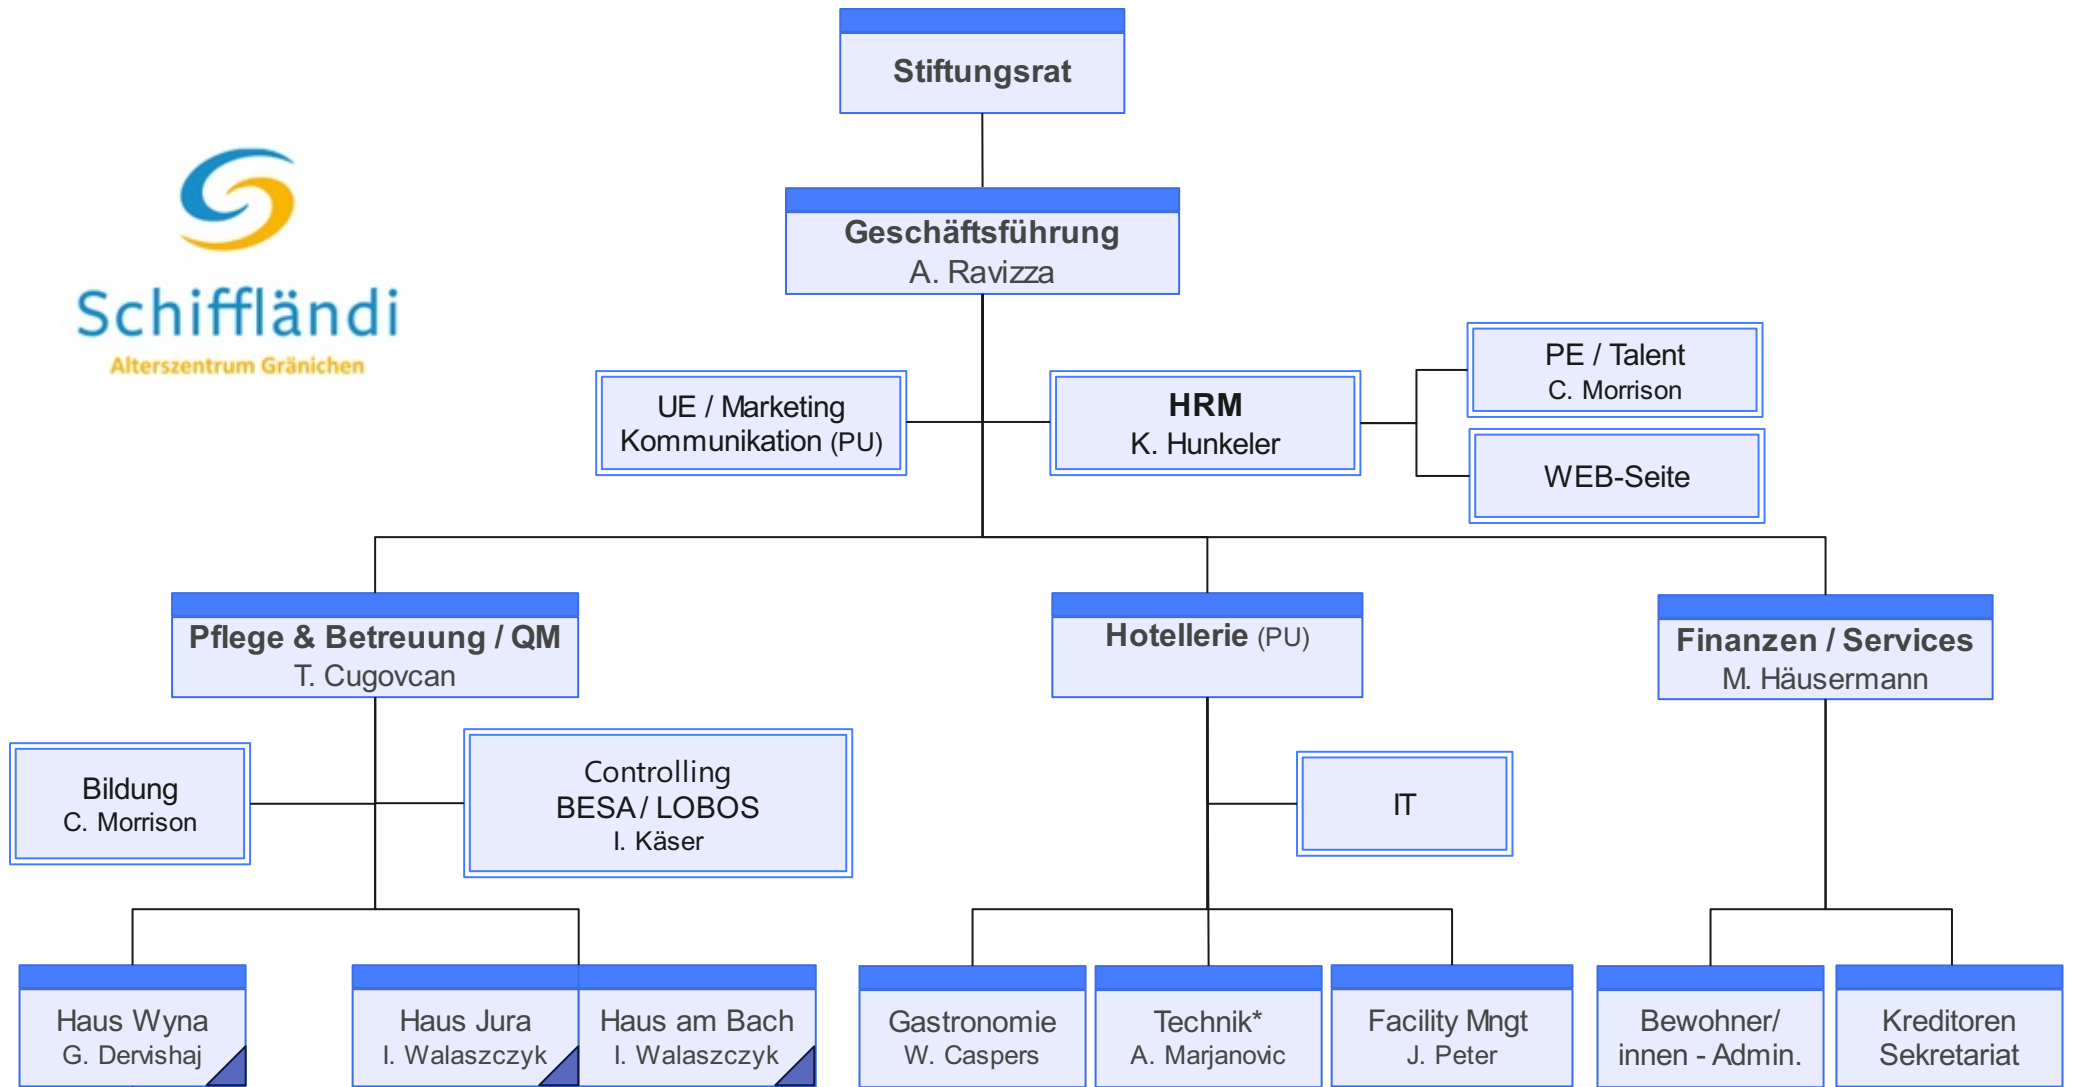 Stiftungsrat
Schiffländi
Alterszentrum Gränichen
Geschäftsführung
A. Ravizza
UE / Marketing
Kommunikation (PU)
HRM
K. Hunkeler
PE / Talent
C. Morrison
WEB-Seite
Pflege & Betreuung / QM
T. Cugovcan
Hotellerie (PU)
Finanzen / Services
M. Häusermann
Bildung
C. Morrison
Controlling
BESA / LOBOS
I. Käser
IT
Haus Wyna
G. Dervishaj
Haus Jura
I. Walaszczyk
Haus am Bach
I. Walaszczyk
Gastronomie
W. Caspers
Technik*
A. Marjanovic
Facility Mngt
J. Peter
Bewohner/
innen - Admin.
Kreditoren
Sekretariat